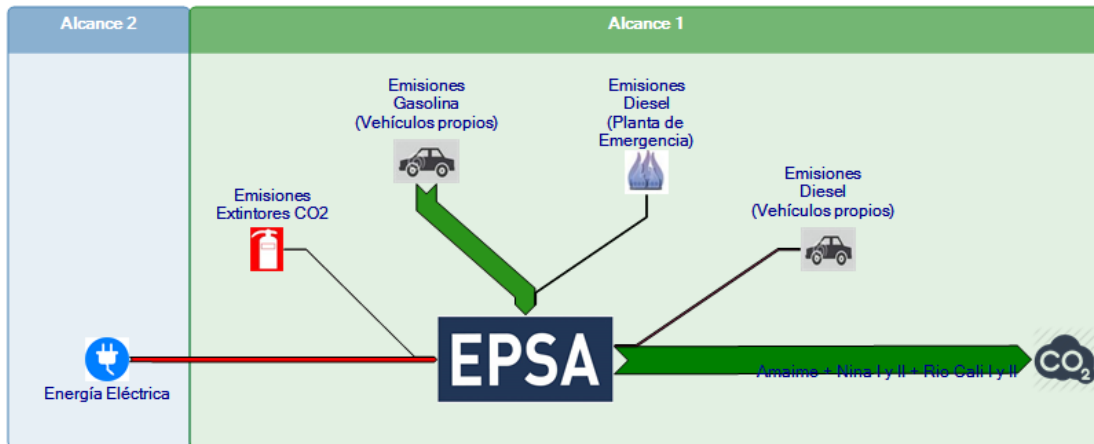 Alcance 2
Alcance 1
Emisiones
Gasolina
(Vehículos propios)
Emisiones
Diesel
(Planta de
Emergencia)
Emisiones
Diesel
(Vehículos propios)
Emisiones
Extintores CO2
EPSA
Energía Eléctrica
Amaime + Nima I y II + Rio Cali I y II
CO2